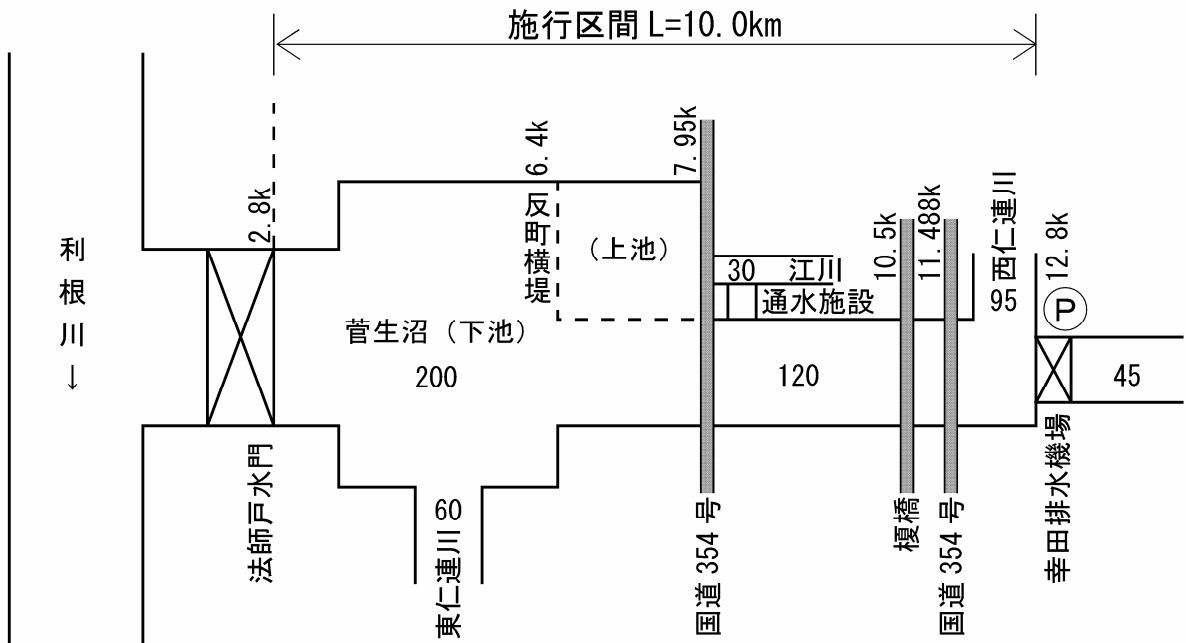 施行区間 L=10.0km
2.8k
6.4k
7.95k
10.5k
11.488k
西仁連川
95
12.8k
利根川→
反町横堤
(上池)
30 江川
通水施設
P
菅生沼(下池)
200
120
45
法師戸水門
60
東仁連川
国道354号
榎橋
国道354号
幸田排水機場